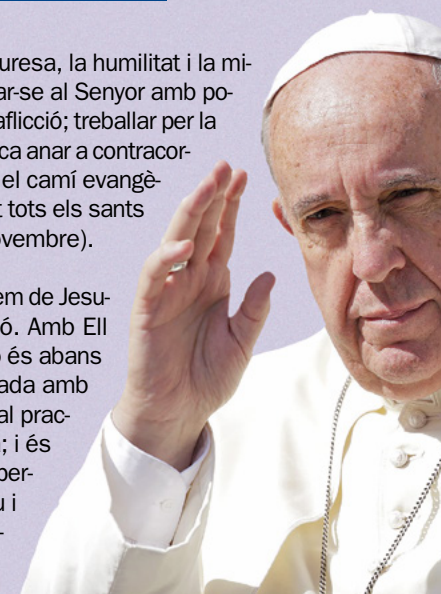 uresa, la humilitat i la mi-
ar-se al Senyor amb po-
aflicció; treballar per la
ca anar a contracor-
el camí evangè-
t tots els sants
ovembre).
em de Jesu-
ó. Amb Ell
o és abans
ada amb
al prac-
; i és
per-
u i
-